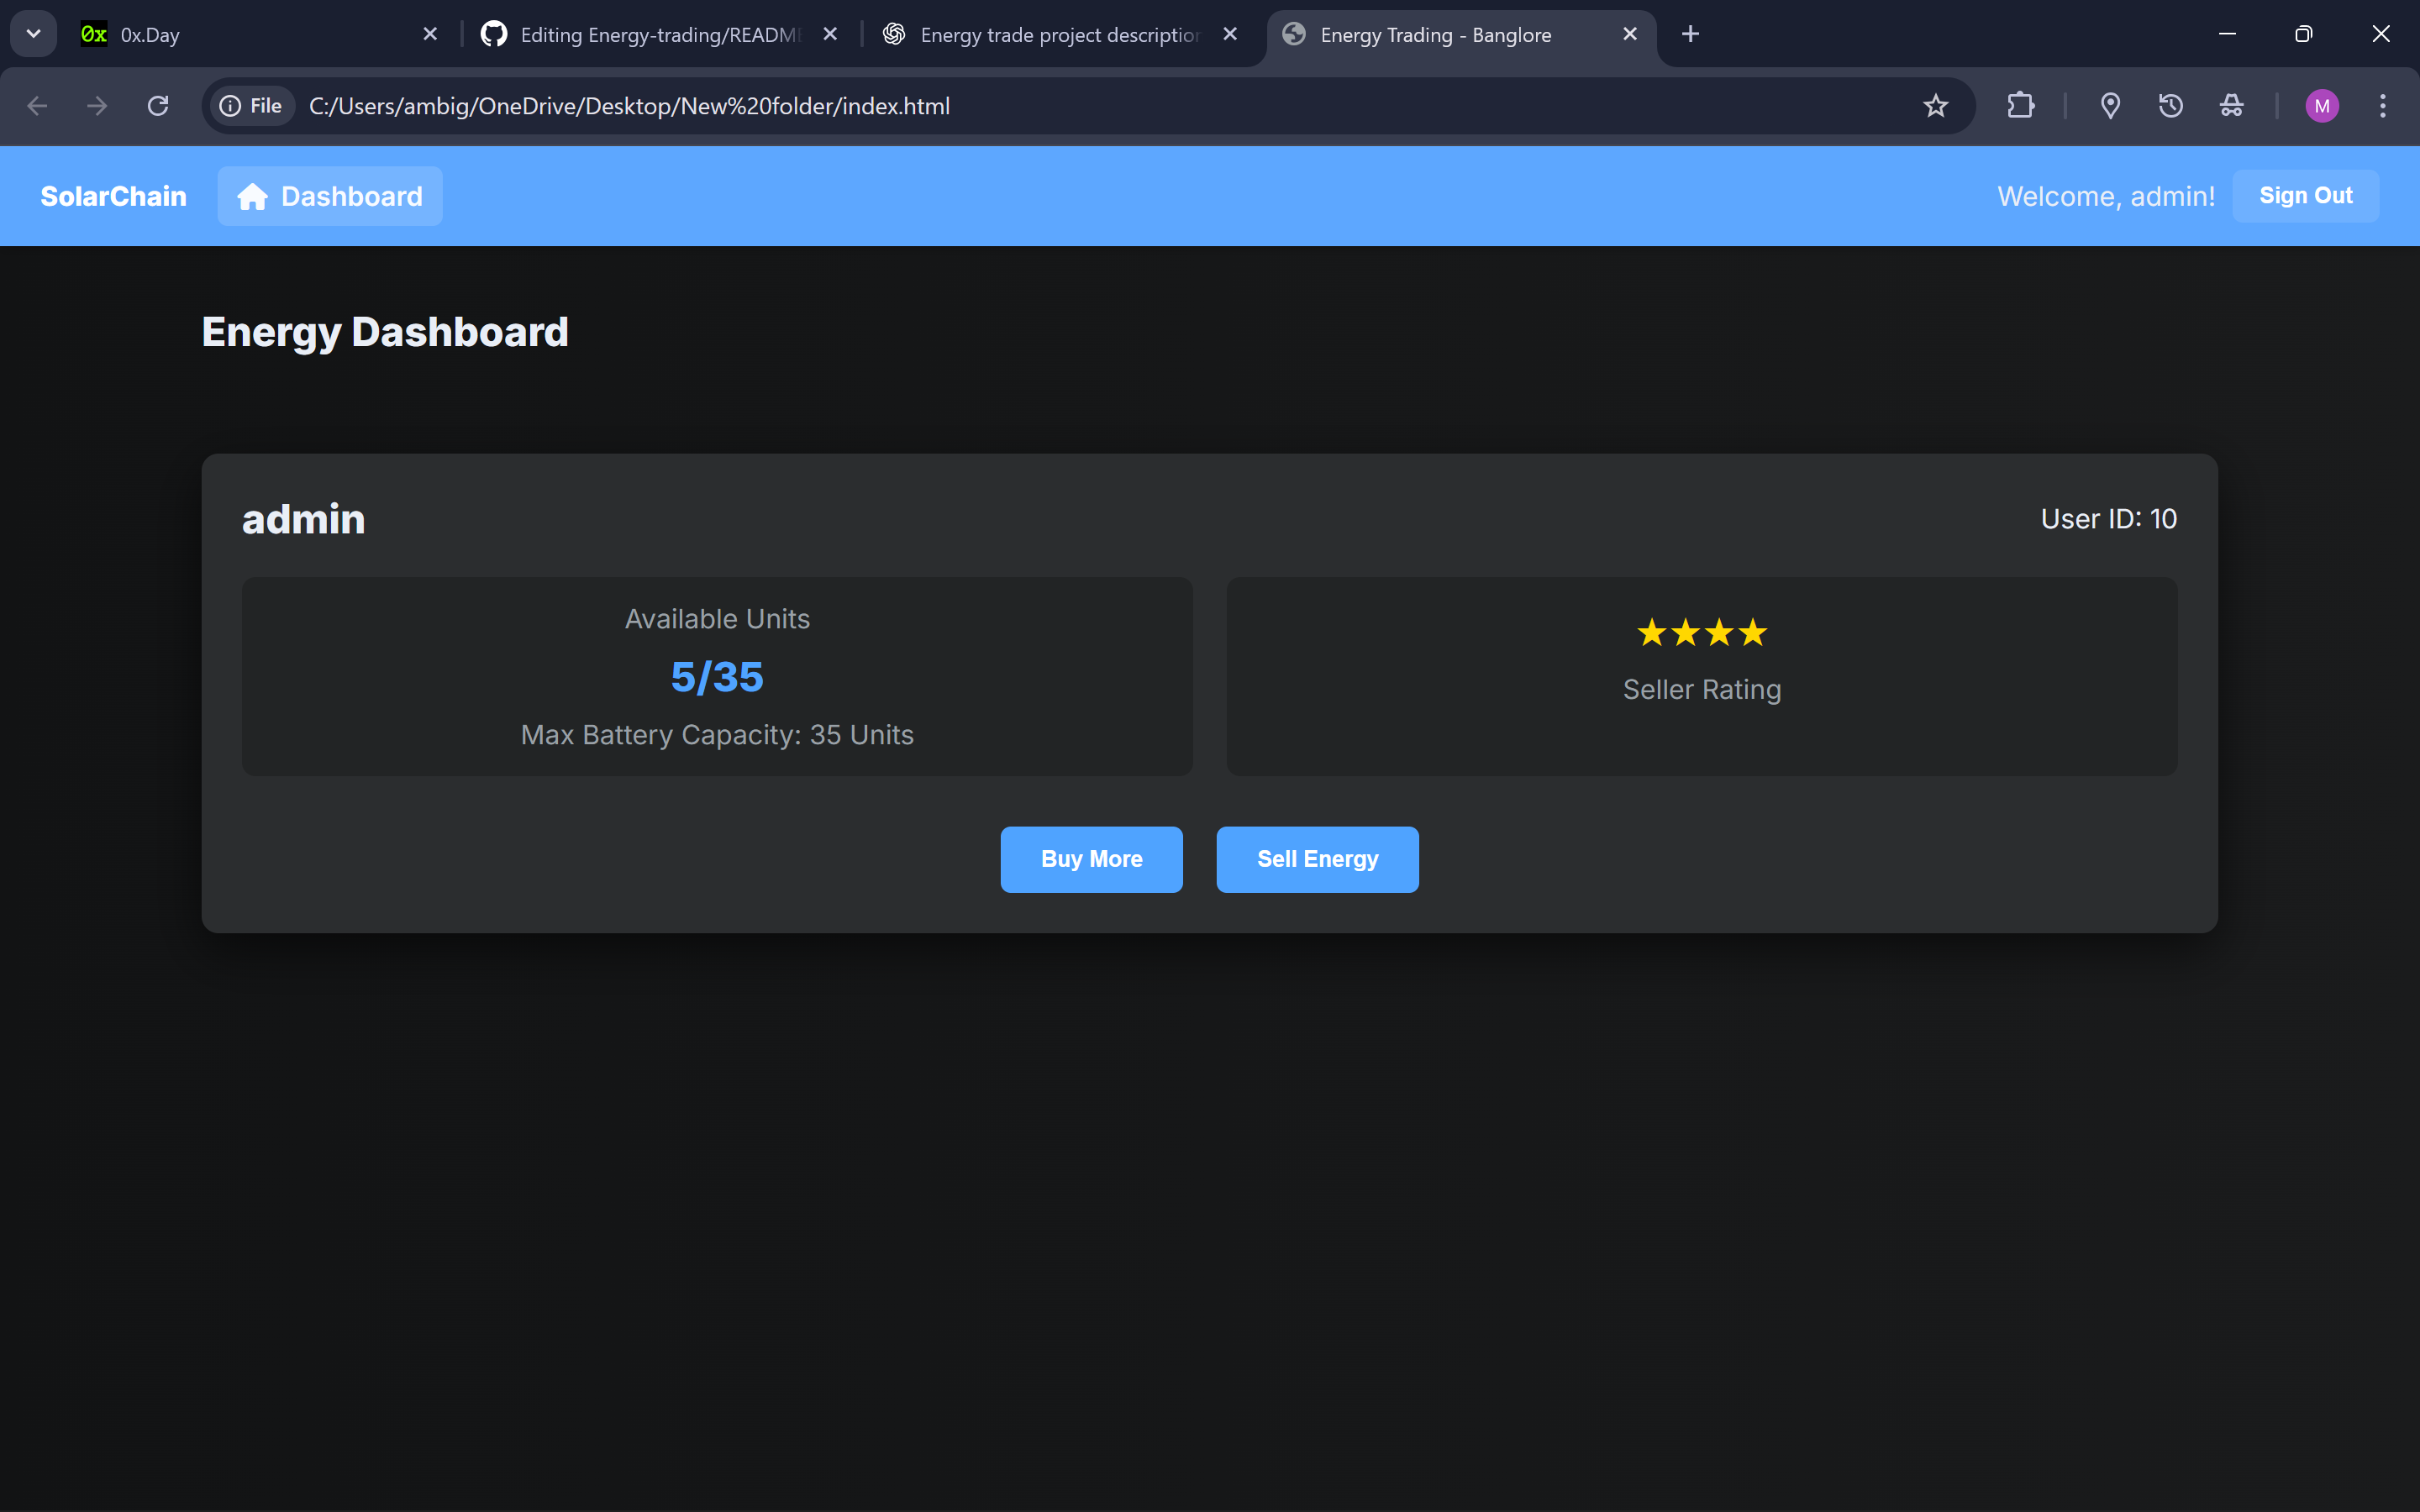 0x 0x.Day
Editing Energy-trading/README
Energy trade project description
Energy Trading - Banglore
File C:/Users/ambig/OneDrive/Desktop/New%20folder/index.html
M
SolarChain Dashboard
Welcome, admin! Sign Out
Energy Dashboard
admin
User ID: 10
Available Units
5/35
Max Battery Capacity: 35 Units
★★★★
Seller Rating
Buy More
Sell Energy